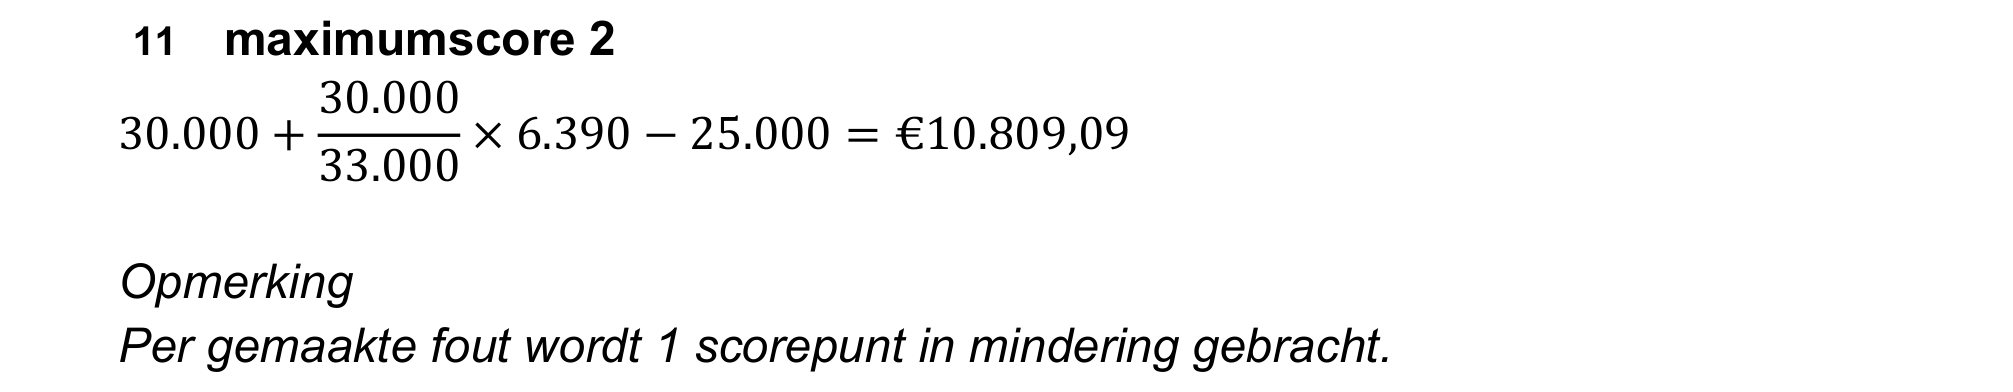 11 maximumscore 2
30.000 + 30.000/33.000 × 6.390 − 25.000 = €10.809,09
Opmerking
Per gemaakte fout wordt 1 scorepunt in mindering gebracht.